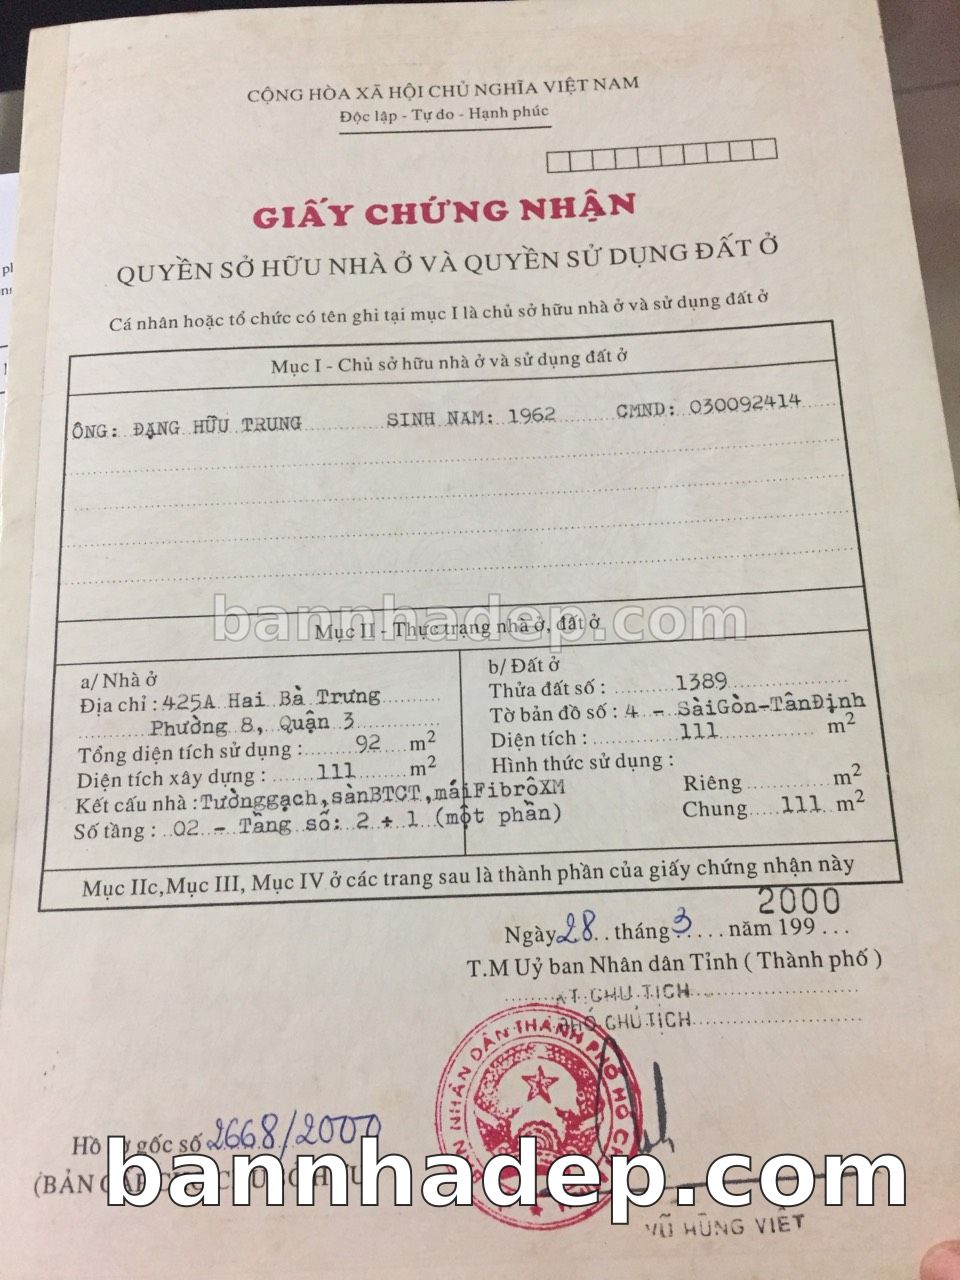 CỘNG HÒA XÃ HỘI CHỦ NGHĨA VIỆT NAM
Độc lập - Tự do - Hạnh phúc
GIẤY CHỨNG NHẬN
QUYỀN SỞ HỮU NHÀ Ở VÀ QUYỀN SỬ DỤNG ĐẤT Ở
Cá nhân hoặc tổ chức có tên ghi tại mục I là chủ sở hữu nhà ở và sử dụng đất ở
Mục I - Chủ sở hữu nhà ở và sử dụng đất ở
ÔNG: ĐẶNG HỮU TRUNG SINH NAM: 1962 CMND: 030092414
bannhadep.com
Mục II - Thực trạng nhà ở, đất ở
a/ Nhà ở
Địa chỉ : 425A Hai Bà Trưng
Phường 8, Quận 3
Tổng diện tích sử dụng : 92 m2
Diện tích xây dựng : 111 m2
Kết cấu nhà : Tườnggạch, sànBTCT, máiFibrôXM
Số tầng : 02 - Tầng số: 2 + 1 (một phần)
b/ Đất ở
Thửa đất số : 1389
Tờ bản đồ số : 4 - SàiGòn-TânĐịnh
Diện tích : 111 m2
Hình thức sử dụng :
Riêng m2
Chung 111 m2
Mục IIc, Mục III, Mục IV ở các trang sau là thành phần của giấy chứng nhận này
2000
Ngày 28 tháng 3 năm 199...
T.M Uỷ ban Nhân dân Tỉnh ( Thành phố )
CHỦ TỊCH
PHÓ CHỦ TỊCH
NHÂN DÂN THÀNH PHỐ HỒ CHÍ
Hồ gốc số 2668/2000
(BẢN
bannhadep.com
VŨ HÙNG VIỆT